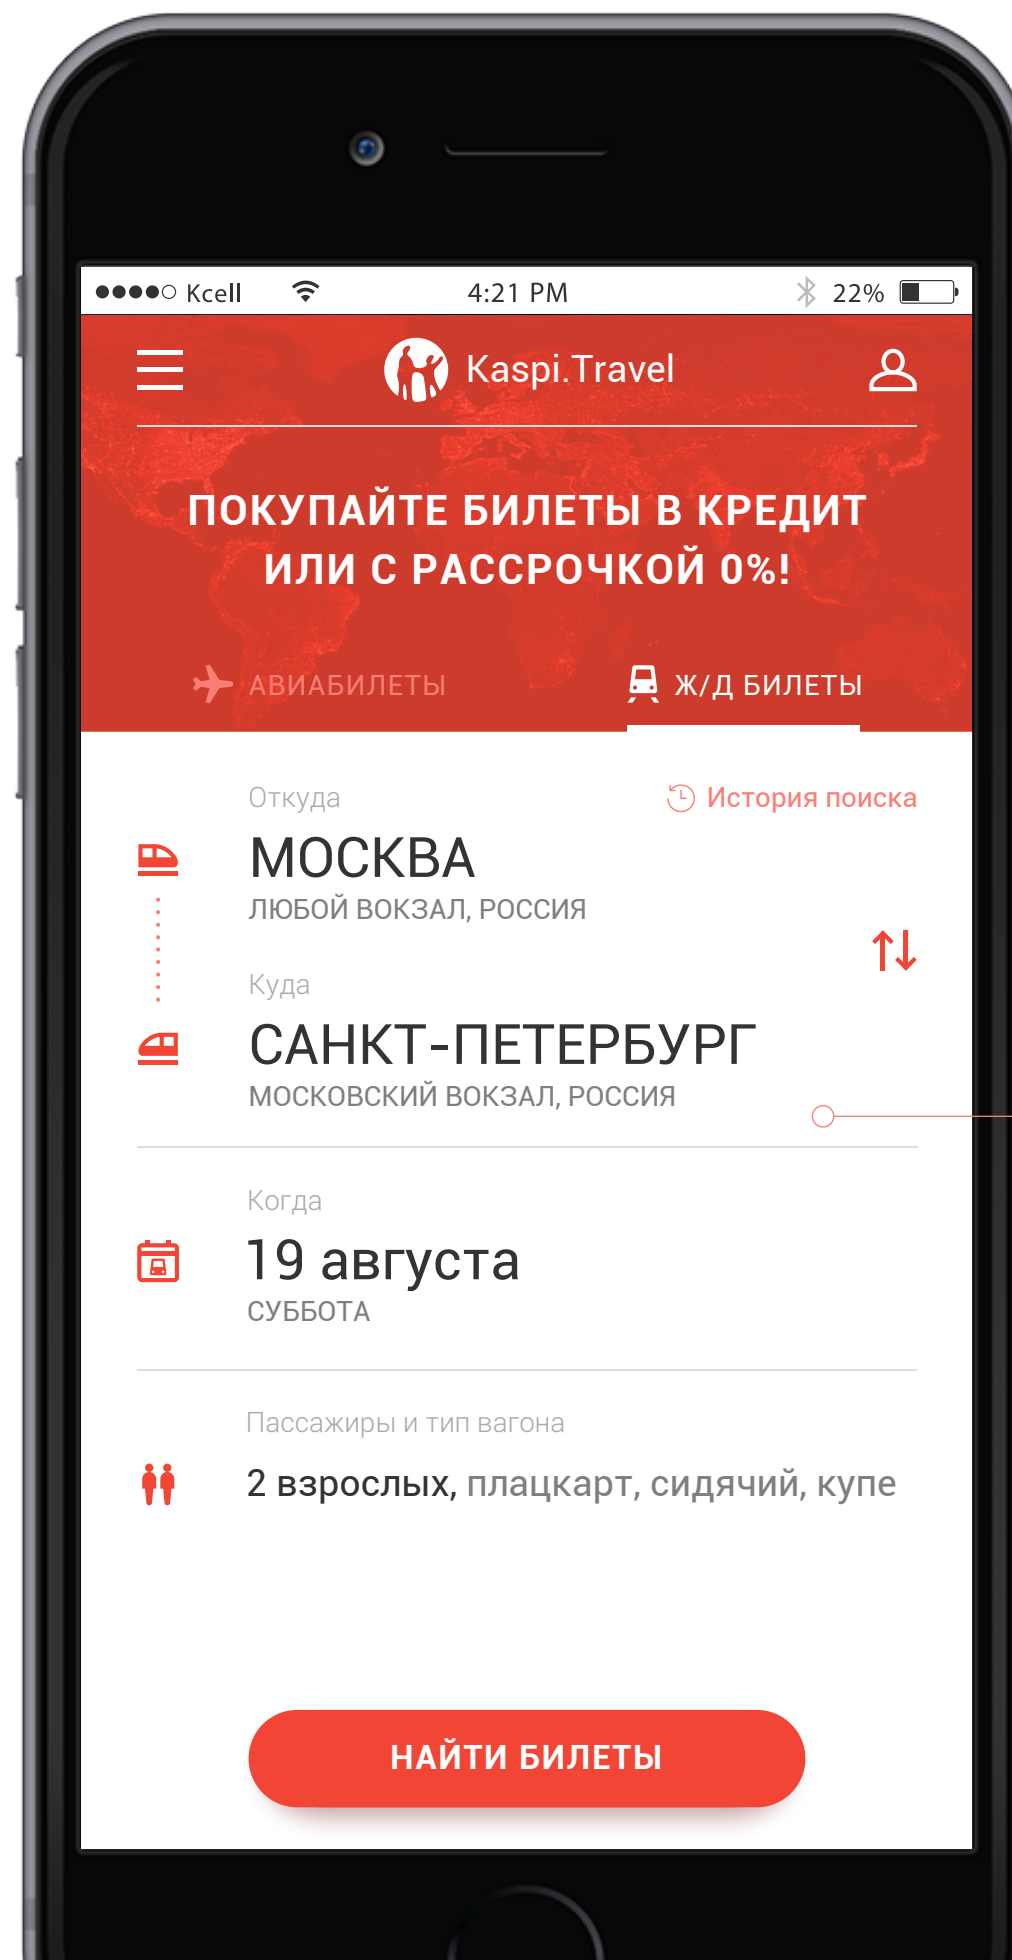 Kcell 4:21 PM 22%
Kaspi.Travel
ПОКУПАЙТЕ БИЛЕТЫ В КРЕДИТ
ИЛИ С РАССРОЧКОЙ 0%!
АВИАБИЛЕТЫ Ж/Д БИЛЕТЫ
Откуда История поиска
МОСКВА
ЛЮБОЙ ВОКЗАЛ, РОССИЯ
Куда
САНКТ-ПЕТЕРБУРГ
МОСКОВСКИЙ ВОКЗАЛ, РОССИЯ
Когда
19 августа
СУББОТА
Пассажиры и тип вагона
2 взрослых, плацкарт, сидячий, купе
НАЙТИ БИЛЕТЫ